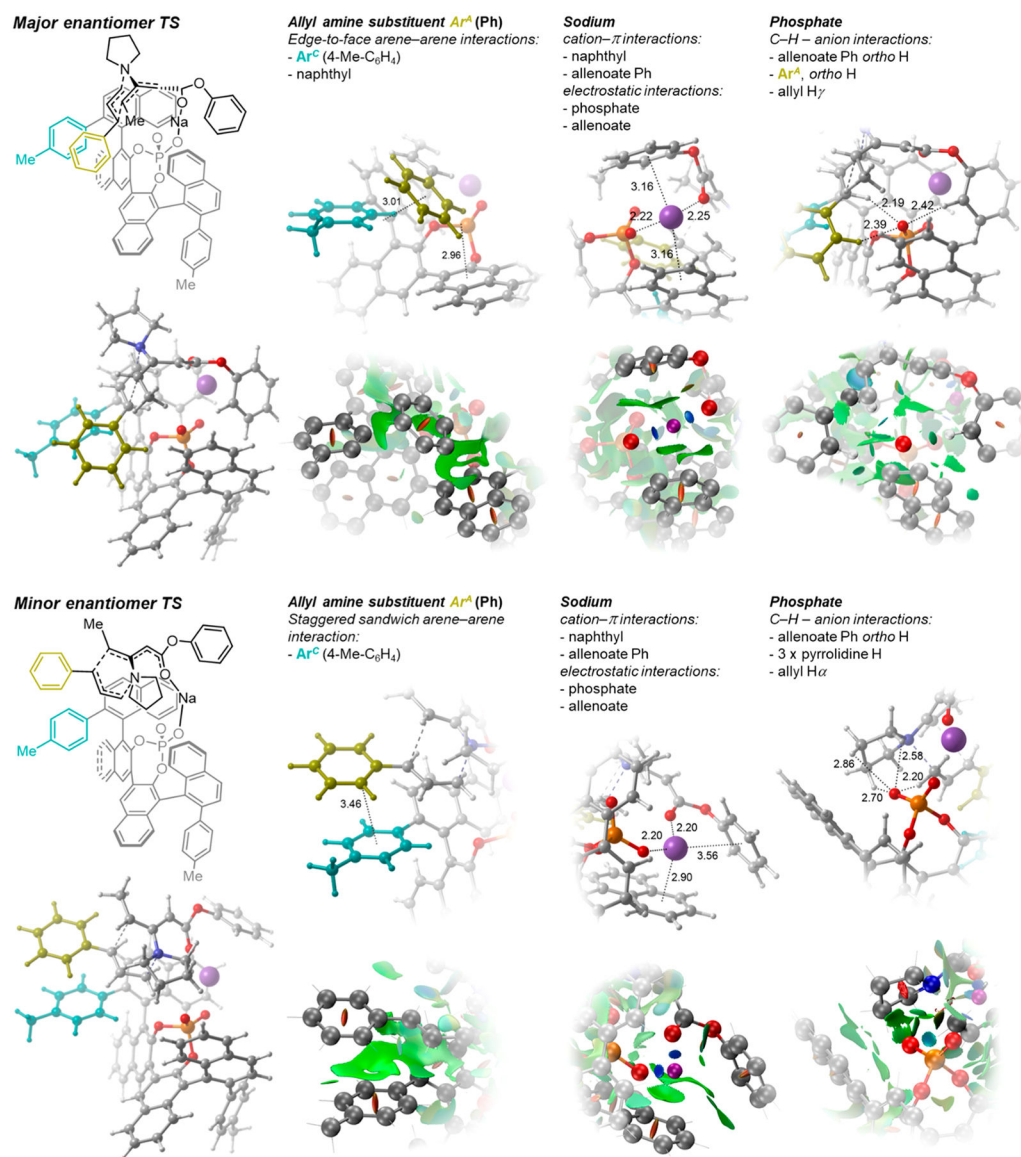 Major enantiomer TS
N
O
O
Me
Na
Me
O
O
P
O
O
Me
Allyl amine substituent ArA (Ph)
Edge-to-face arene–arene interactions:
- ArC (4-Me-C6H4)
- naphthyl
3.01
2.96
Sodium
cation–π interactions:
- naphthyl
- allenoate Ph
electrostatic interactions:
- phosphate
- allenoate
3.16
2.22
2.25
3.16
Phosphate
C–H – anion interactions:
- allenoate Ph ortho H
- ArA, ortho H
- allyl Hγ
2.19
2.42
2.39
Minor enantiomer TS
Me
O
O
N
Na
Me
O
O
P
O
O
Me
Allyl amine substituent ArA (Ph)
Staggered sandwich arene–arene
interaction:
- ArC (4-Me-C6H4)
3.46
Sodium
cation–π interactions:
- naphthyl
- allenoate Ph
electrostatic interactions:
- phosphate
- allenoate
2.20
2.20
3.56
2.90
Phosphate
C–H – anion interactions:
- allenoate Ph ortho H
- 3 x pyrrolidine H
- allyl Hα
2.58
2.86
2.20
2.70